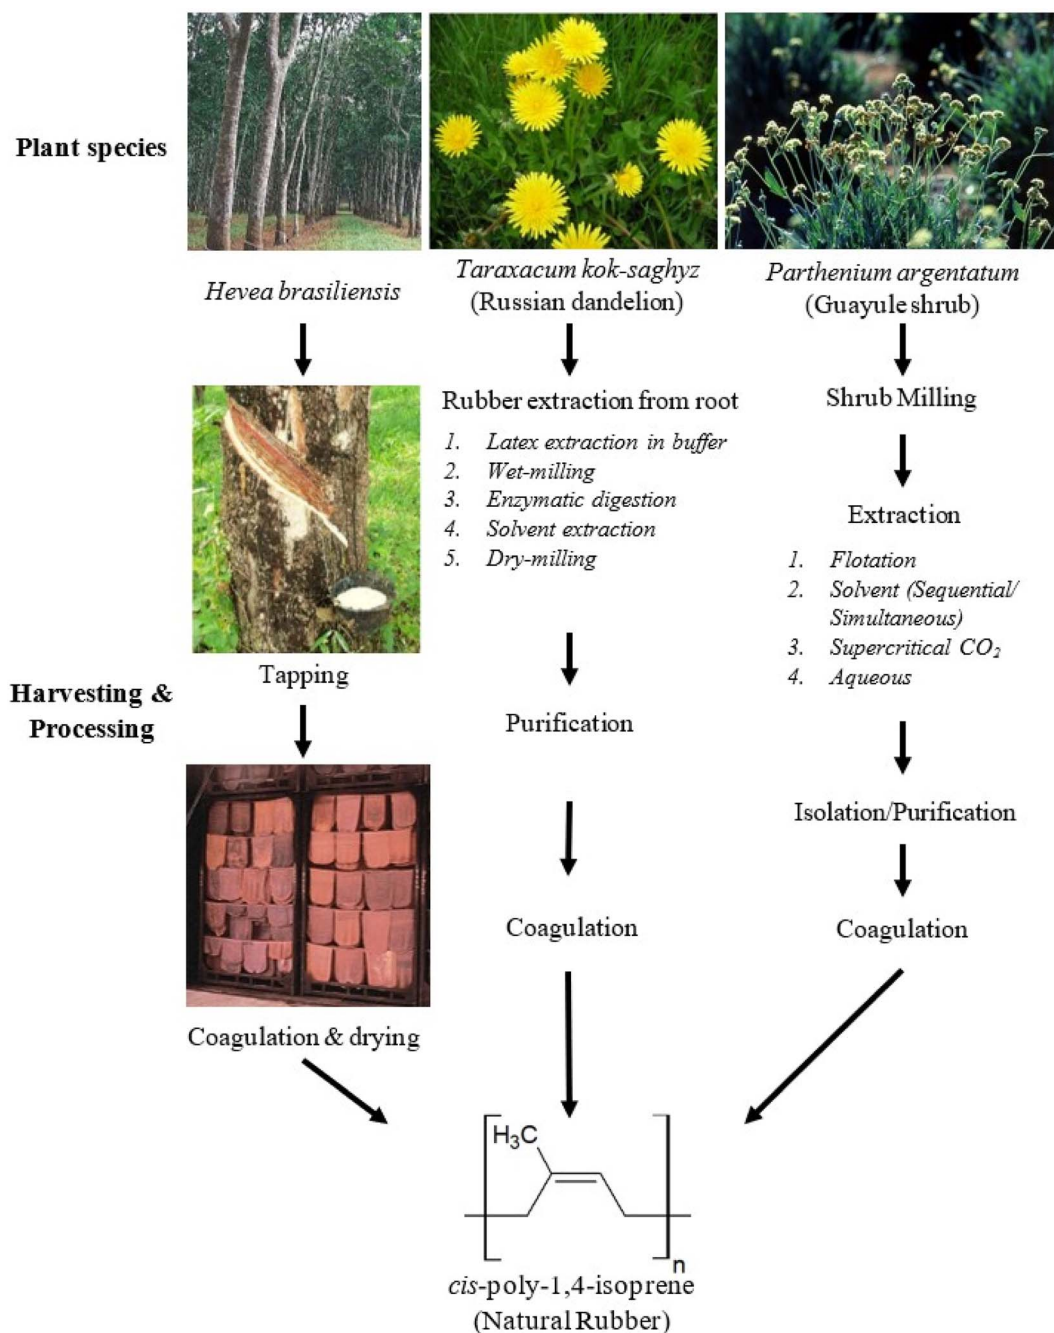 Plant species
Hevea brasiliensis
Taraxacum kok-saghyz
(Russian dandelion)
Parthenium argentatum
(Guayule shrub)
Harvesting &
Processing
Tapping
Coagulation & drying
Rubber extraction from root
1. Latex extraction in buffer
2. Wet-milling
3. Enzymatic digestion
4. Solvent extraction
5. Dry-milling
Purification
Coagulation
Shrub Milling
Extraction
1. Flotation
2. Solvent (Sequential/
Simultaneous)
3. Supercritical CO₂
4. Aqueous
Isolation/Purification
Coagulation
H₃C
n
cis-poly-1,4-isoprene
(Natural Rubber)